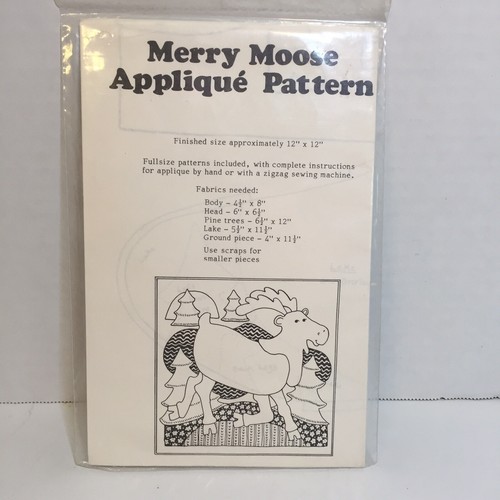 Merry Moose
Appliqué Pattern
Finished size approximately 12" x 12"
Fullsize patterns included, with complete instructions
for applique by hand or with a zigzag sewing machine.
Fabrics needed:
Body – 4½" x 8"
Head – 6" x 6½"
Pine trees – 6½" x 12"
Lake – 5½" x 11½"
Ground piece – 4" x 11½"
Use scraps for
smaller pieces